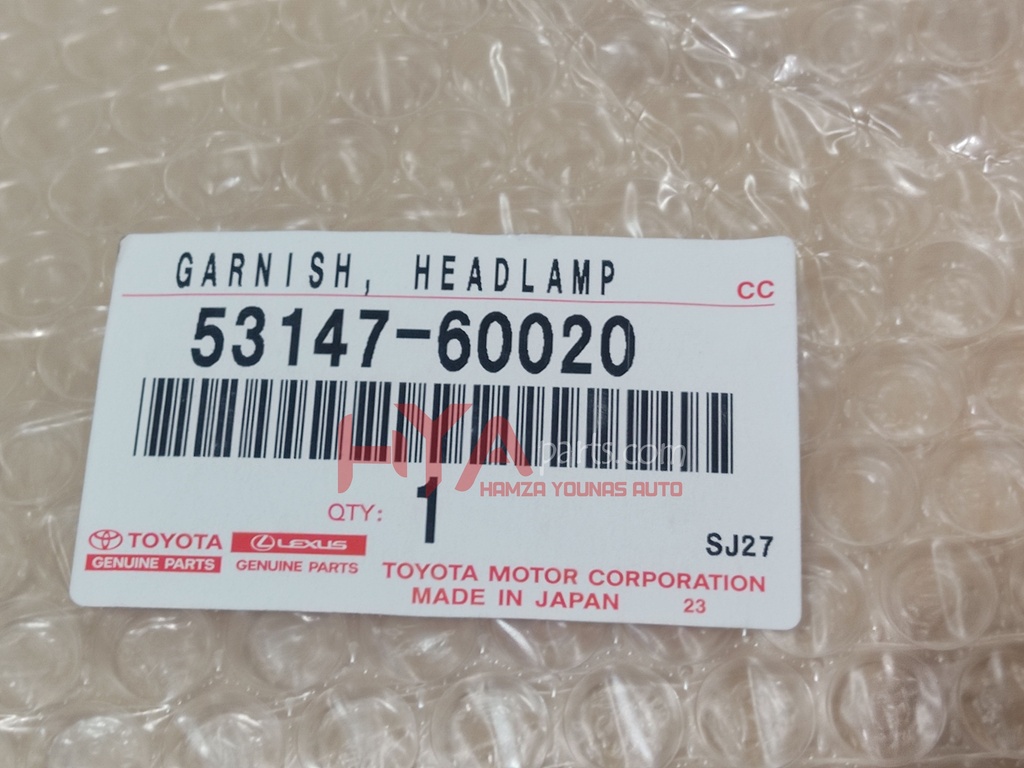 GARNISH, HEADLAMP
CC
53147-60020
HYAparts.com
HAMZA YOUNAS AUTO
QTY: 1
SJ27
TOYOTA
GENUINE PARTS
LEXUS
GENUINE PARTS
TOYOTA MOTOR CORPORATION
MADE IN JAPAN 23